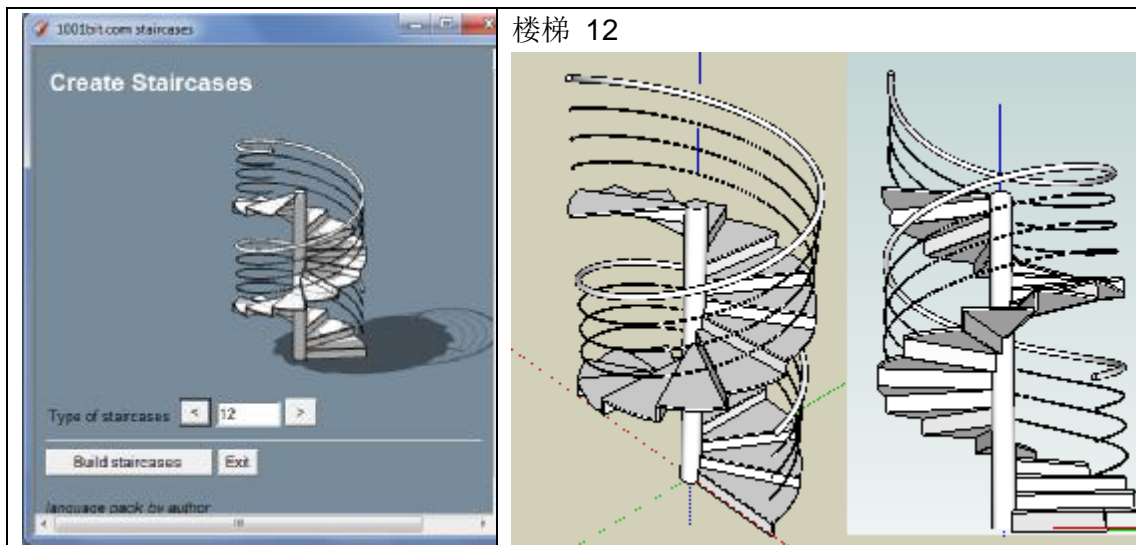 1001bit.com staircases
楼梯 12
Create Staircases
Type of staircases < 12 >
Build staircases Exit
language pack by author